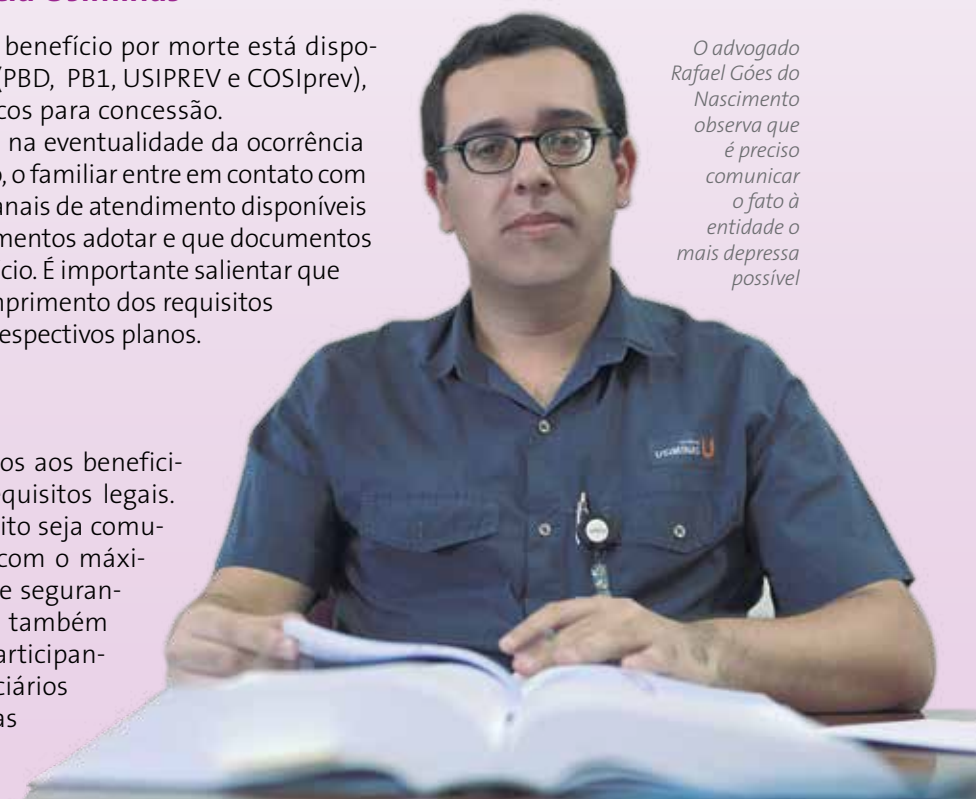 benefício por morte está dispo-
(PBD, PB1, USIPREV e COSIprev),
cos para concessão.
na eventualidade da ocorrência
o familiar entre em contato com
anais de atendimento disponíveis
mentos adotar e que documentos
cio. É importante salientar que
mprimento dos requisitos
espectivos planos.
os aos benefici-
equisitos legais.
ito seja comu-
com o máxi-
e seguran-
também
articipan-
ciários
as
O advogado
Rafael Góes do
Nascimento
observa que
é preciso
comunicar
o fato à
entidade o
mais depressa
possível
USIMINAS U